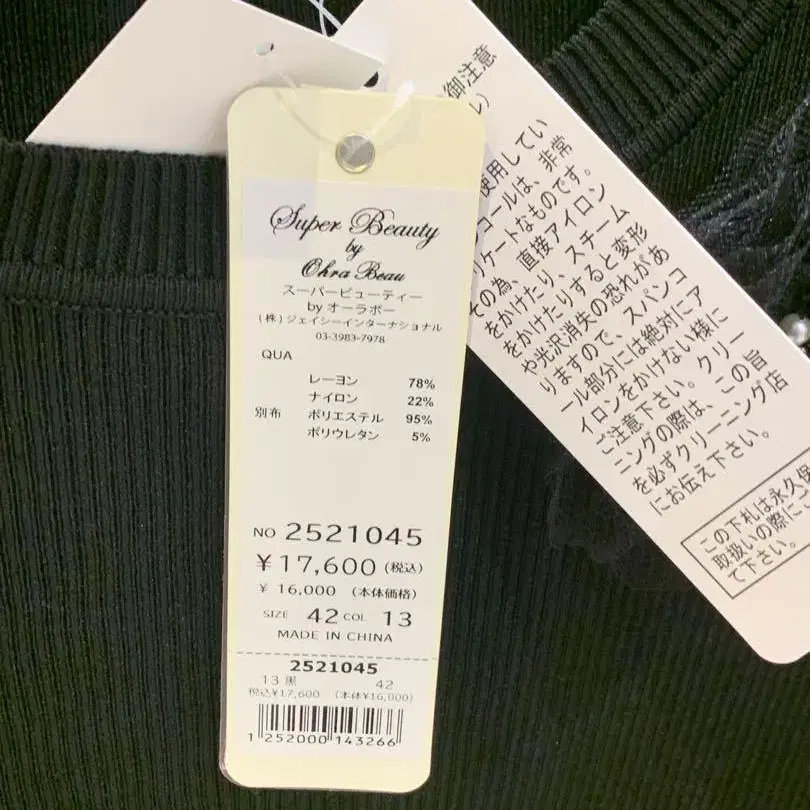 Super Beauty
by
Ohra Beau
スーパービューティー
by オーラボー
(株)ジェイシーインターナショナル
03-3983-7978
QUA
レーヨン 78%
ナイロン 22%
別布 ポリエステル 95%
ポリウレタン 5%
NO 2521045
¥17,600(税込)
¥ 16,000 (本体価格)
SIZE 42 COL 13
MADE IN CHINA
2521045
13 黒 42
税込¥17,600 (本体¥16,000)
1 252000 143266
御注意
使用してい
コールは、非常
リケートなものです。
その為、直接アイロン
をかけたり、スチーム
をかけたりすると変形
や光沢消失の恐れがあ
りますので、スパンコ
ール部分には絶対にア
イロンをかけない様に
ご注意下さい。クリー
ニングの際は、この旨
を必ずクリーニング店
にお伝え下さい。
この下札は永久保
取扱いの際に
て下さい。